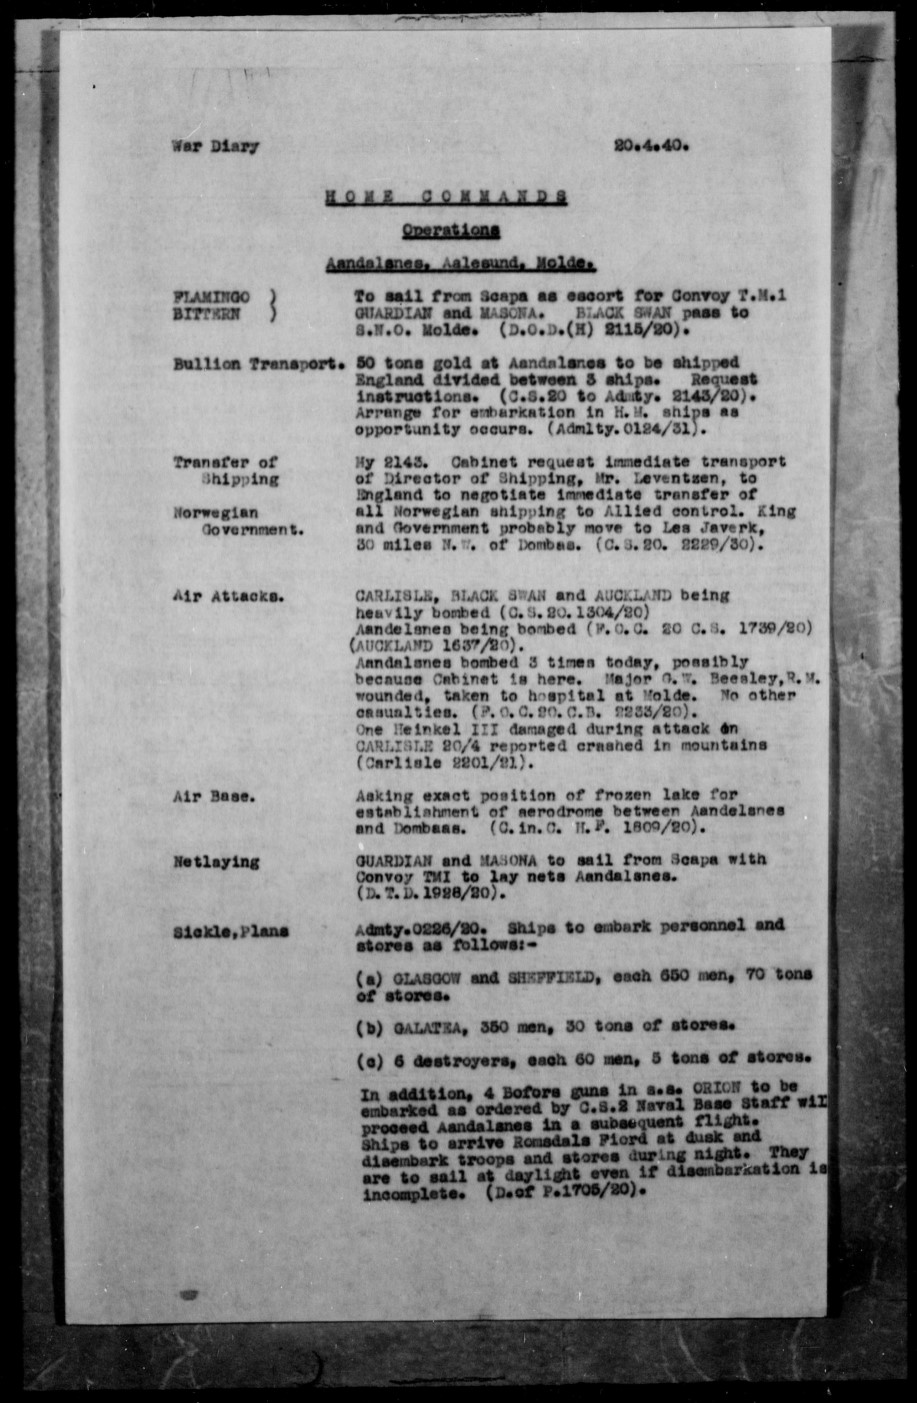 War Diary 20.4.40.
HOME COMMANDS
Operations
Aandalsnes, Aalesund, Molde.
FLAMINGO ) To sail from Scapa as escort for Convoy T.M.1
BITTERN ) GUARDIAN and MASONA. BLACK SWAN pass to
S.N.O. Molde. (D.O.D.(H) 2115/20).
Bullion Transport. 50 tons gold at Aandalsnes to be shipped
England divided between 3 ships. Request
instructions. (C.S.20 to Admty. 2143/20).
Arrange for embarkation in H.M. ships as
opportunity occurs. (Admlty.0124/31).
Transfer of My 2143. Cabinet request immediate transport
Shipping of Director of Shipping, Mr. Leventzen, to
England to negotiate immediate transfer of
Norwegian all Norwegian shipping to Allied control. King
Government. and Government probably move to Les Javerk,
30 miles N.W. of Dombas. (C.S.20. 2229/30).
Air Attacks. CARLISLE, BLACK SWAN and AUCKLAND being
heavily bombed (C.S.20.1304/20)
Aandelsnes being bombed (F.O.C. 20 C.S. 1739/20)
(AUCKLAND 1637/20).
Aandalsnes bombed 3 times today, possibly
because Cabinet is here. Major G.W. Beesley,R.M.
wounded, taken to hospital at Molde. No other
casualties. (F.O.C.20.C.B. 2233/20).
One Heinkel III damaged during attack on
CARLISLE 20/4 reported crashed in mountains
(Carlisle 2201/21).
Air Base. Asking exact position of frozen lake for
establishment of aerodrome between Aandelsnes
and Dombaas. (C.in.C. H.F. 1809/20).
Netlaying GUARDIAN and MASONA to sail from Scapa with
Convoy TMI to lay nets Aandalsnes.
(D.T.D.1928/20).
Sickle,Plans Admty.0226/20. Ships to embark personnel and
stores as follows:-
(a) GLASGOW and SHEFFIELD, each 650 men, 70 tons
of stores.
(b) GALATEA, 350 men, 30 tons of stores.
(c) 6 destroyers, each 60 men, 5 tons of stores.
In addition, 4 Bofors guns in s.s. ORION to be
embarked as ordered by C.S.2 Naval Base Staff wil
proceed Aandalsnes in a subsequent flight.
Ships to arrive Romsdals Fiord at dusk and
disembark troops and stores during night. They
are to sail at daylight even if disembarkation is
incomplete. (D.of P.1705/20).